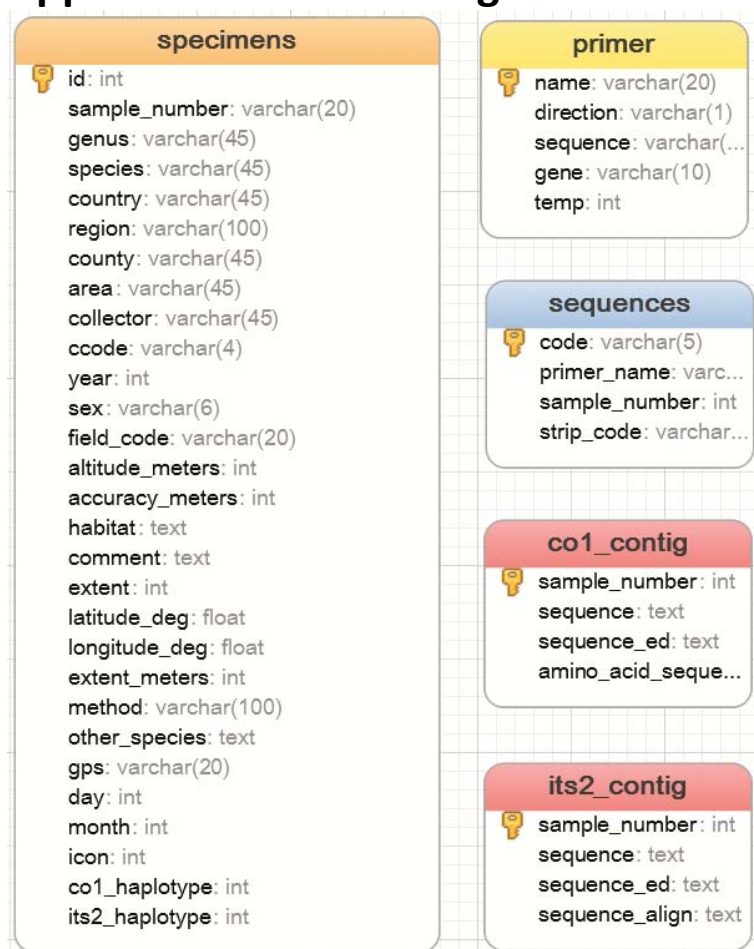 specimens
id: int
sample_number: varchar(20)
genus: varchar(45)
species: varchar(45)
country: varchar(45)
region: varchar(100)
county: varchar(45)
area: varchar(45)
collector: varchar(45)
ccode: varchar(4)
year: int
sex: varchar(6)
field_code: varchar(20)
altitude_meters: int
accuracy_meters: int
habitat: text
comment: text
extent: int
latitude_deg: float
longitude_deg: float
extent_meters: int
method: varchar(100)
other_species: text
gps: varchar(20)
day: int
month: int
icon: int
co1_haplotype: int
its2_haplotype: int
primer
name: varchar(20)
direction: varchar(1)
sequence: varchar(...
gene: varchar(10)
temp: int
sequences
code: varchar(5)
primer_name: varc...
sample_number: int
strip_code: varchar...
co1_contig
sample_number: int
sequence: text
sequence_ed: text
amino_acid_seque...
its2_contig
sample_number: int
sequence: text
sequence_ed: text
sequence_align: text